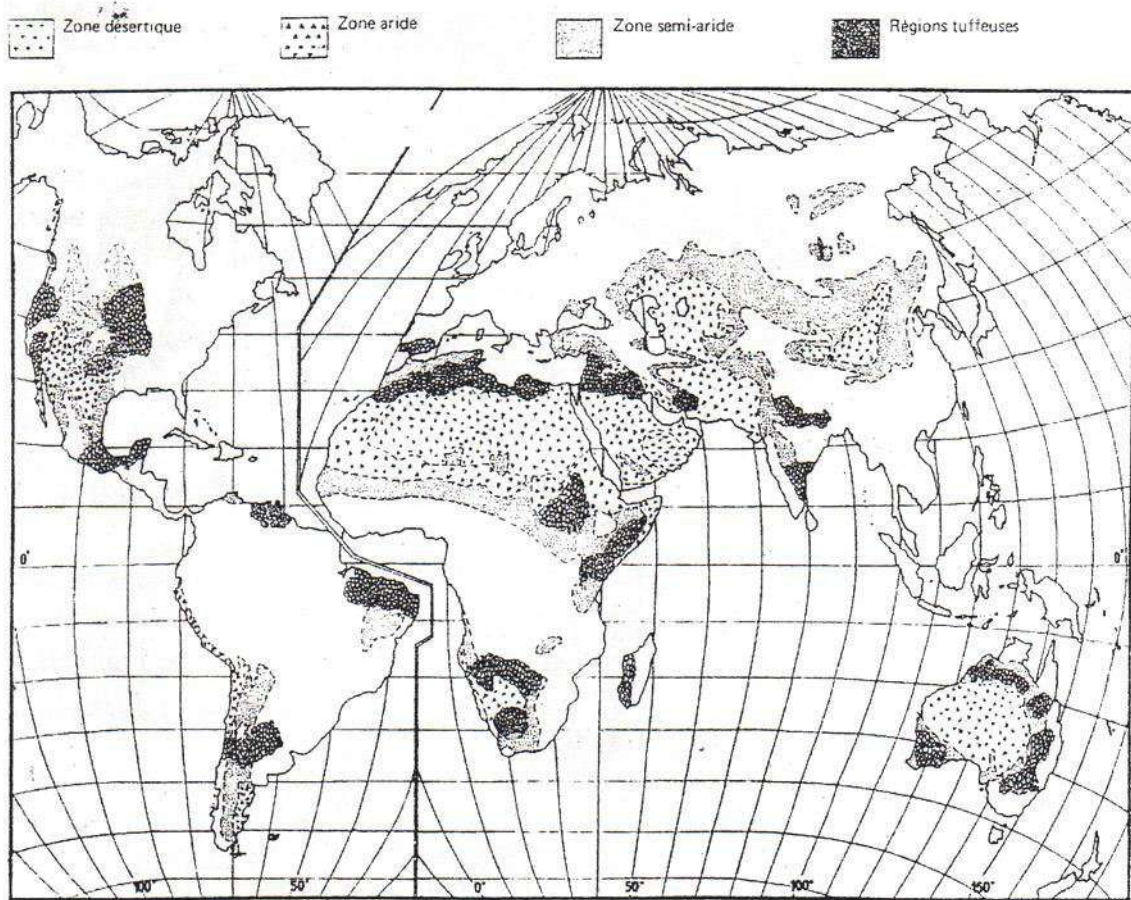 Zone désertique
Zone aride
Zone semi-aride
Régions tuffeuses
0°
0°
100°
50°
0°
50°
100°
150°